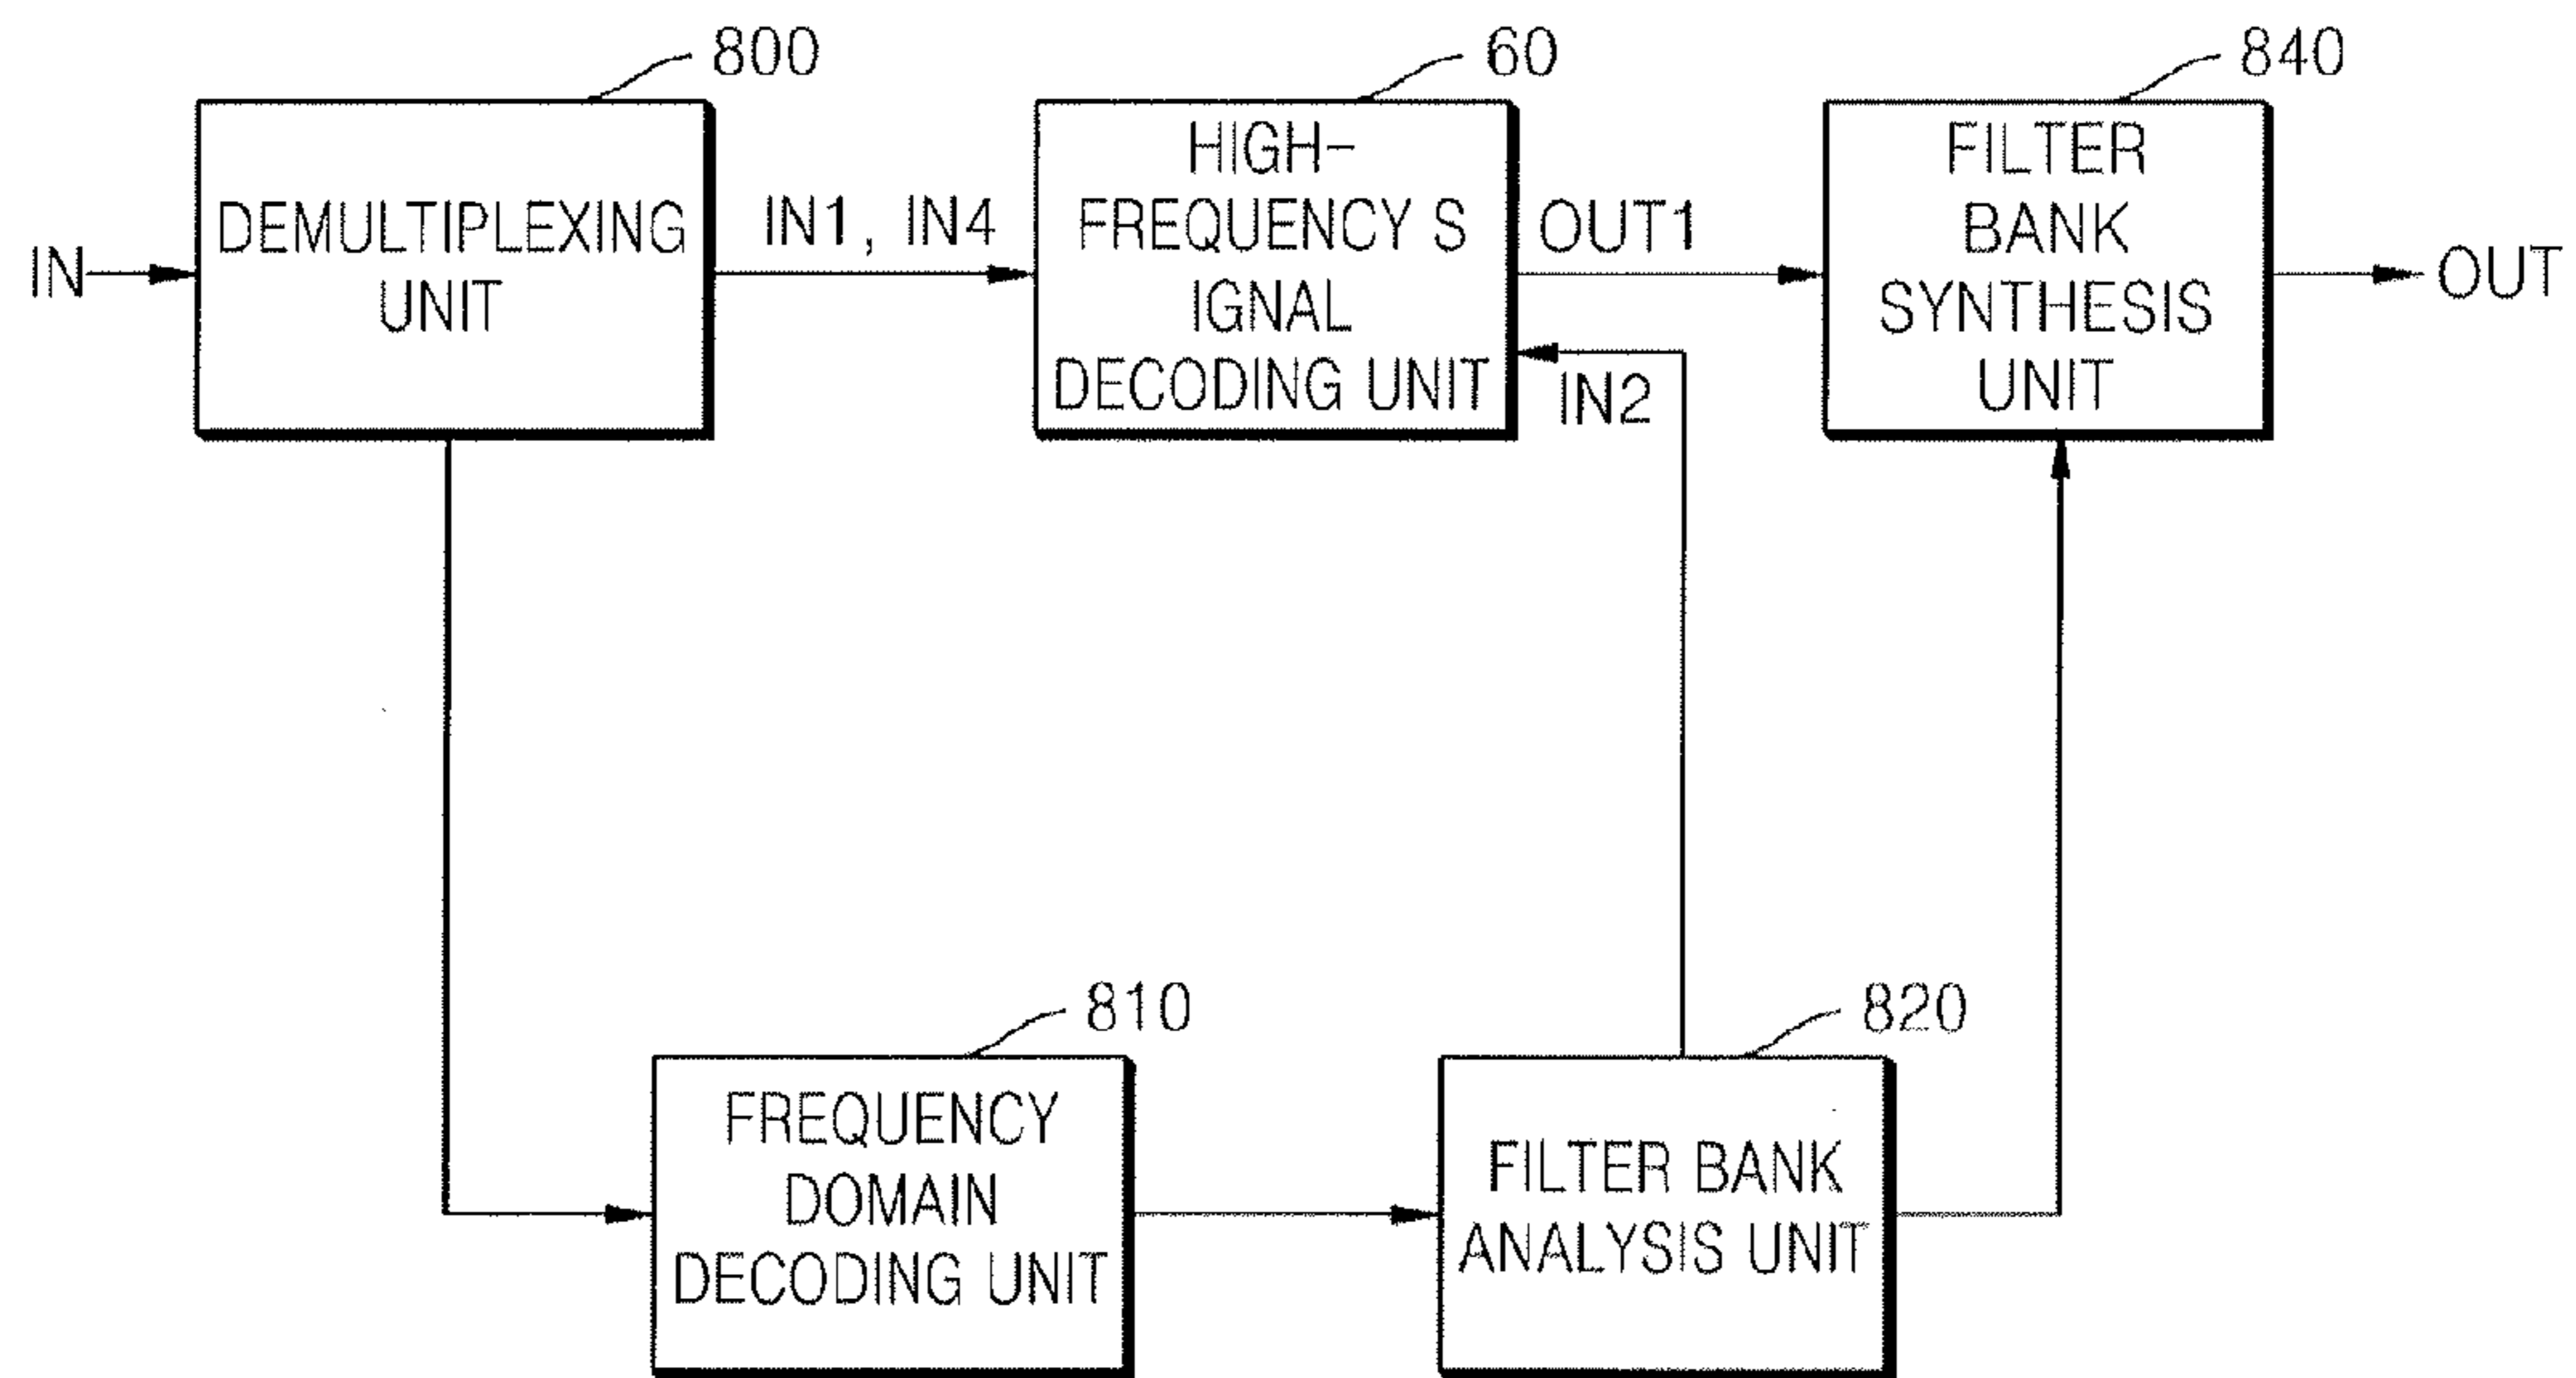 800
60
840
IN
DEMULTIPLEXING
UNIT
IN1, IN4
HIGH-
FREQUENCY S
IGNAL
DECODING UNIT
OUT1
IN2
FILTER
BANK
SYNTHESIS
UNIT
OUT
810
820
FREQUENCY
DOMAIN
DECODING UNIT
FILTER BANK
ANALYSIS UNIT